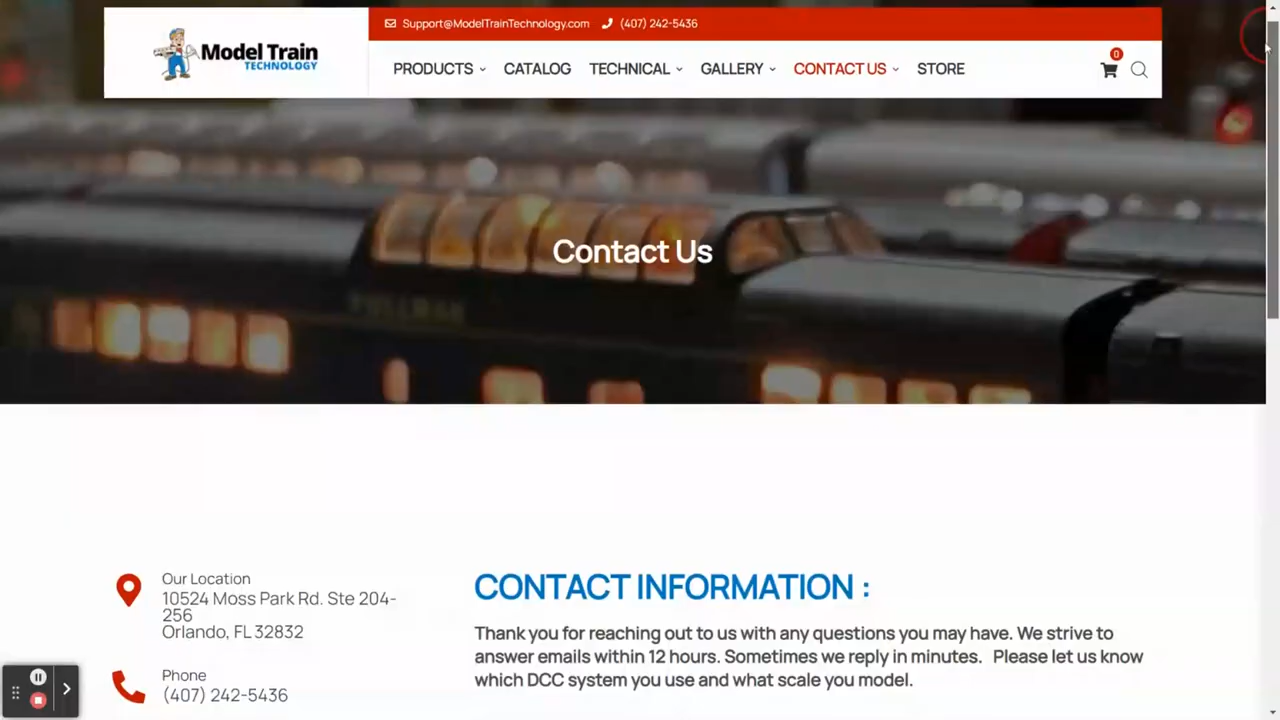 Support@ModelTrainTechnology.com (407) 242-5436
Model Train
TECHNOLOGY
PRODUCTS CATALOG TECHNICAL GALLERY CONTACT US STORE
0
Contact Us
PULLMAN
Our Location
10524 Moss Park Rd. Ste 204-
256
Orlando, FL 32832
Phone
(407) 242-5436
CONTACT INFORMATION :
Thank you for reaching out to us with any questions you may have. We strive to
answer emails within 12 hours. Sometimes we reply in minutes. Please let us know
which DCC system you use and what scale you model.